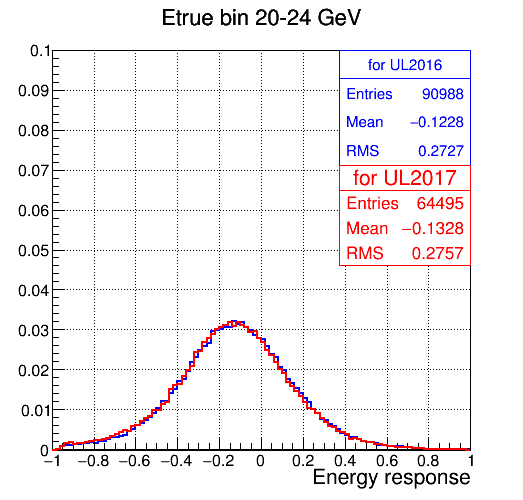 Etrue bin 20-24 GeV
for UL2016
Entries 90988
Mean −0.1228
RMS 0.2727
for UL2017
Entries 64495
Mean −0.1328
RMS 0.2757
0.1
0.09
0.08
0.07
0.06
0.05
0.04
0.03
0.02
0.01
0
−1 −0.8 −0.6 −0.4 −0.2 0 0.2 0.4 0.6 0.8 1
Energy response